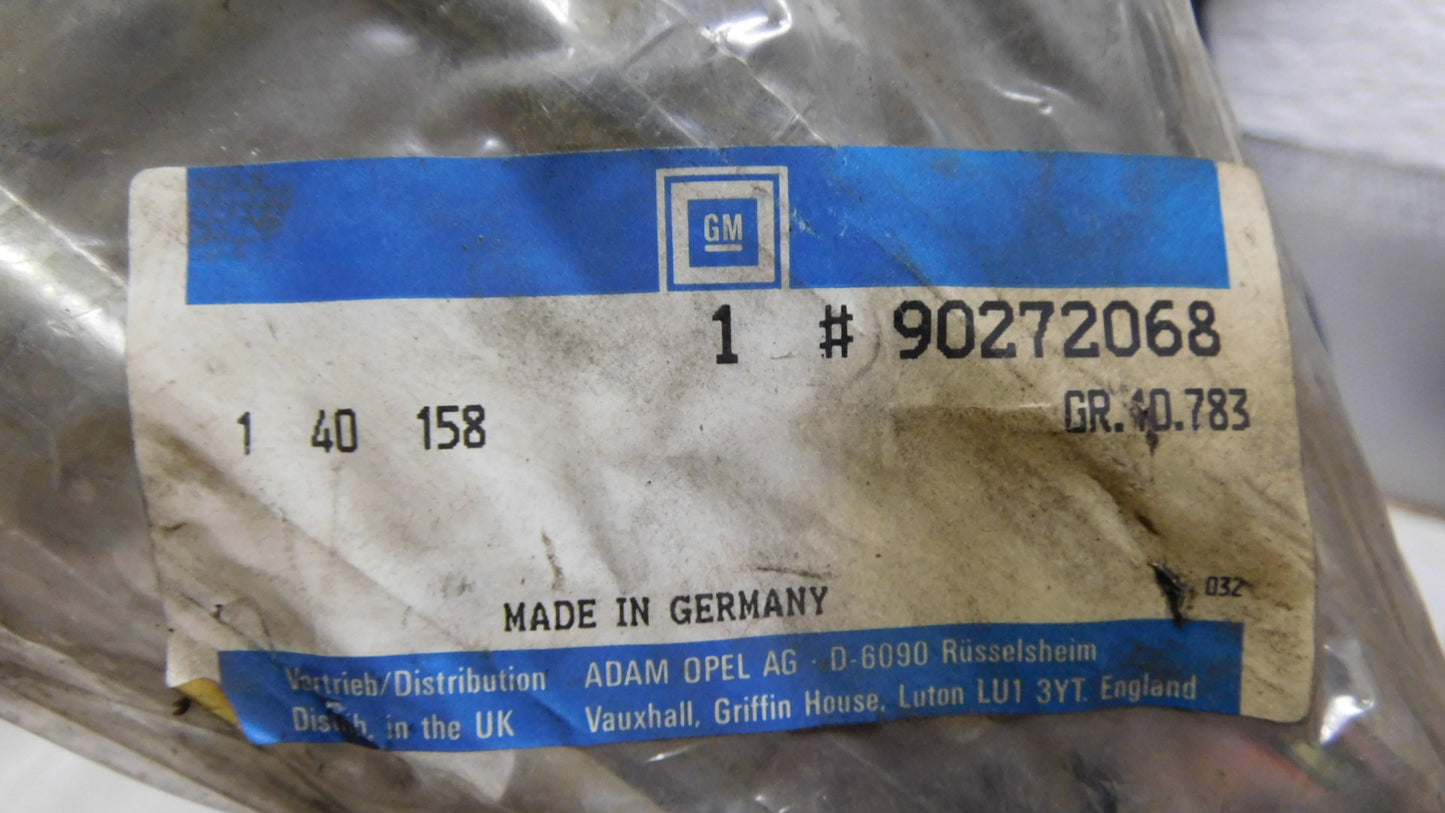 GM
1 # 90272068
1 40 158 GR.10.783
MADE IN GERMANY 032
Vertrieb/Distribution ADAM OPEL AG · D-6090 Rüsselsheim
in the UK Vauxhall, Griffin House, Luton LU1 3YT. England